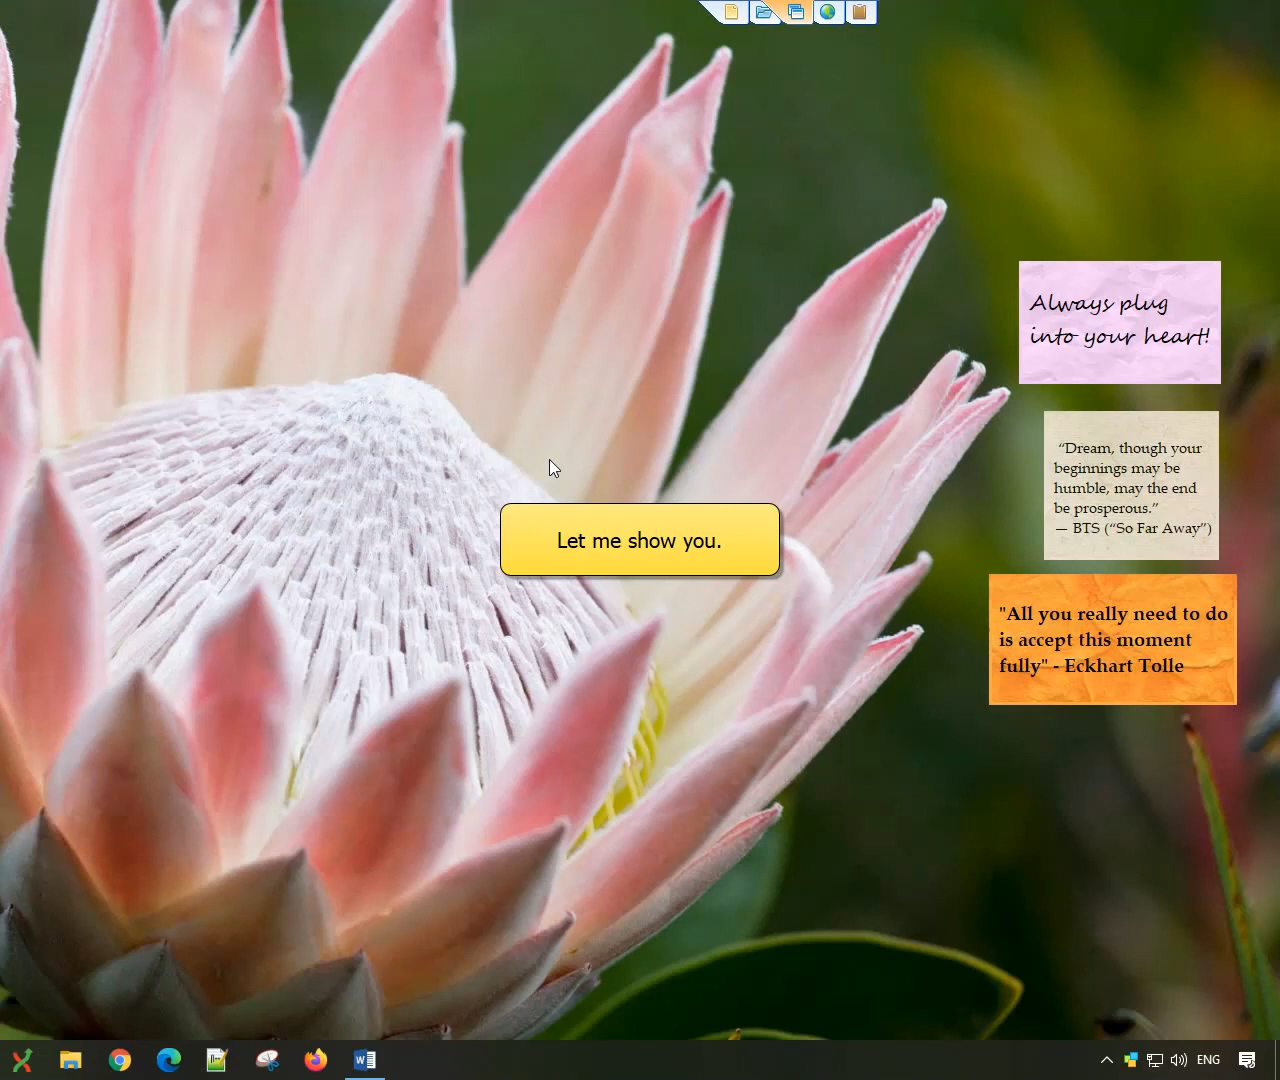 Always plug
into your heart!
“Dream, though your
beginnings may be
humble, may the end
be prosperous.”
— BTS (“So Far Away”)
Let me show you.
"All you really need to do
is accept this moment
fully" - Eckhart Tolle
W
ENG